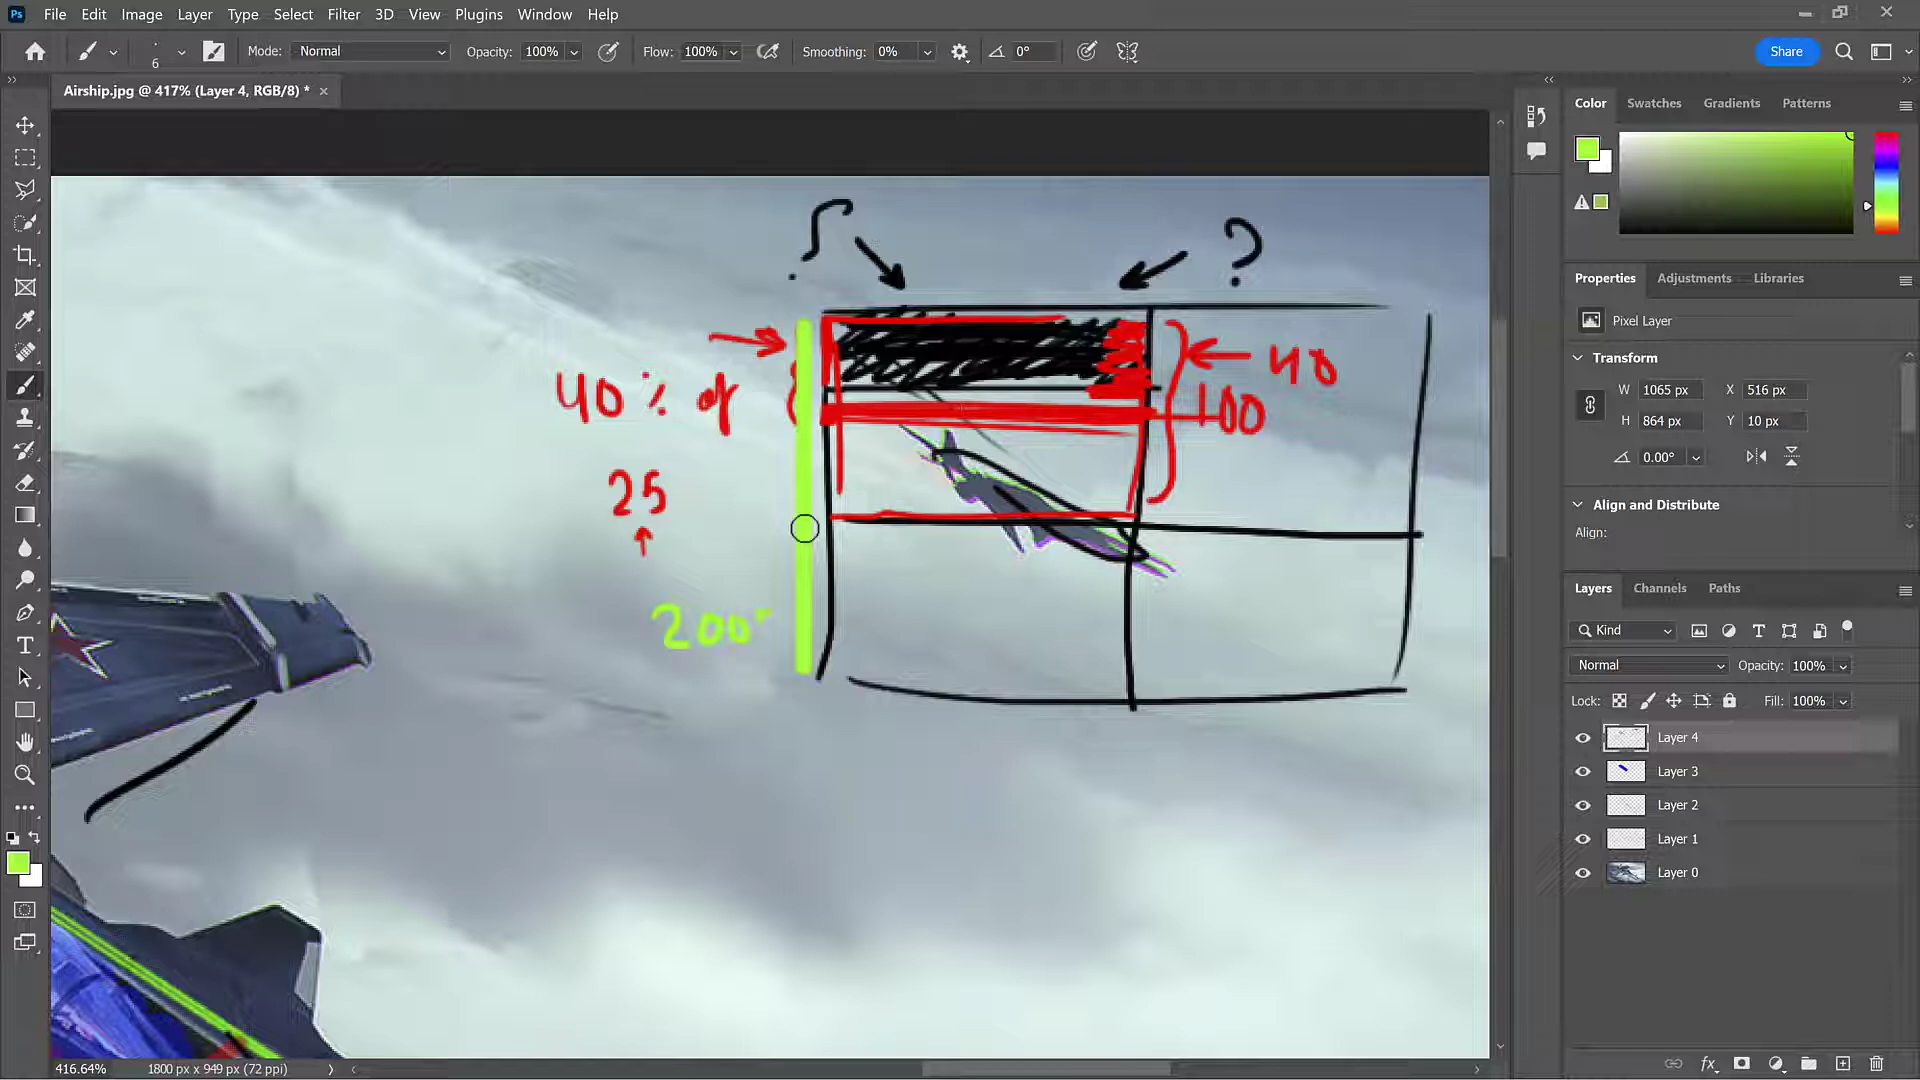 Ps File Edit Image Layer Type Select Filter 3D View Plugins Window Help
6 Mode: Normal Opacity: 100% Flow: 100% Smoothing: 0% 0° Share
Airship.jpg @ 417% (Layer 4, RGB/8) * ×
Color Swatches Gradients Patterns
? ?
40% of
40
100
25
200
Properties Adjustments Libraries
Pixel Layer
Transform
W 1065 px X 516 px
H 864 px Y 10 px
0.00°
Align and Distribute
Align:
Layers Channels Paths
Kind
Normal Opacity: 100%
Lock: Fill: 100%
Layer 4
Layer 3
Layer 2
Layer 1
Layer 0
fx
416.64% 1800 px x 949 px (72 ppi)